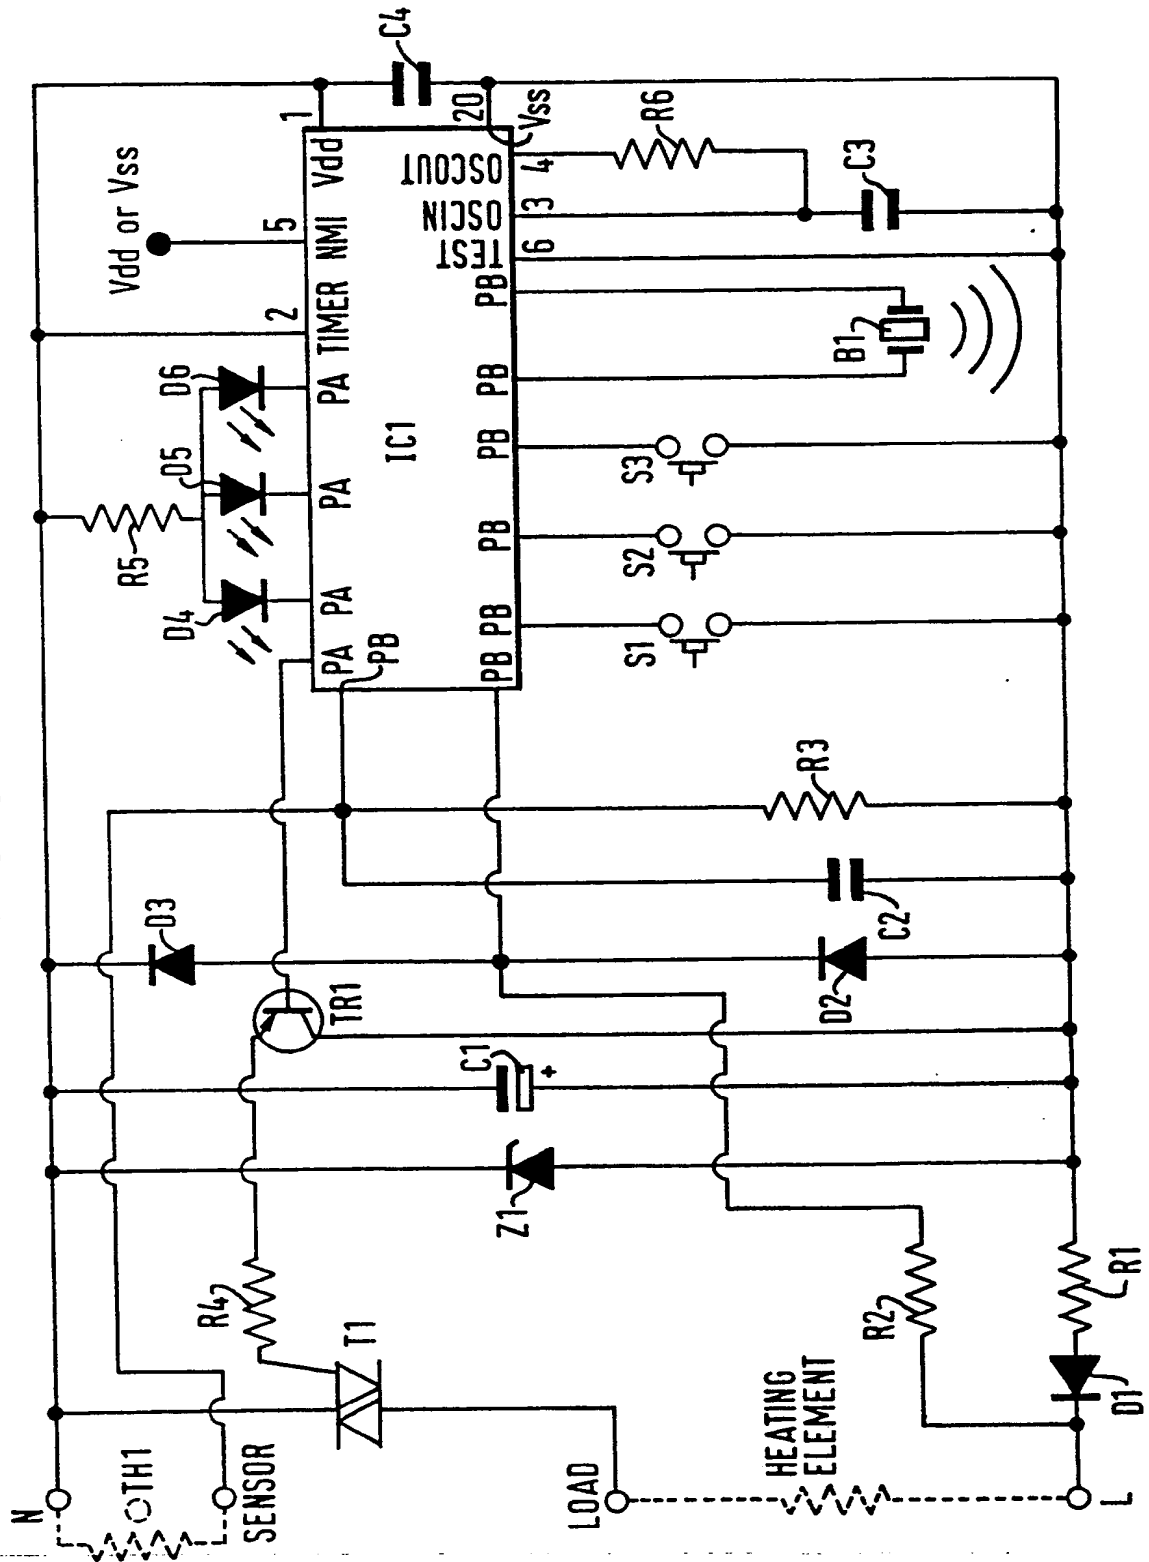 N
TH1
SENSOR
LOAD
HEATING
ELEMENT
L
T1
R4
R2
D1
R1
Z1
C1
+
TR1
D3
D2
C2
R3
D4
D5
D6
R5
Vdd or Vss
5
2
1
C4
20
Vss
PA
PB
PA
PA
PA
TIMER
NMI
Vdd
IC1
PB
PB
PB
PB
PB
PB
TEST
OSCIN
OSCOUT
6
3
4
S1
S2
S3
B1
R6
C3